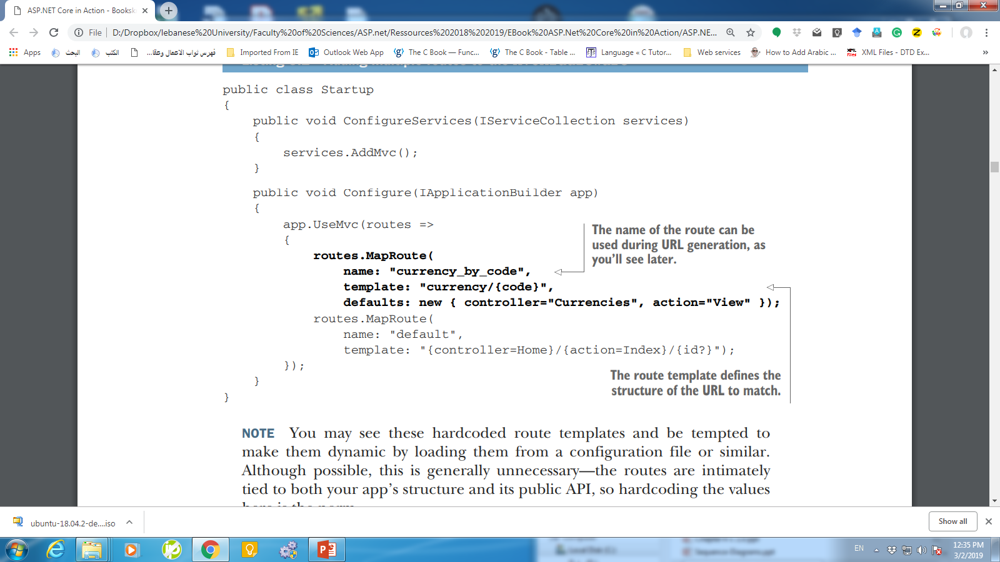 ASP.NET Core in Action - Booksk
File | D:/Dropbox/lebanese%20University/Faculty%20of%20Sciences/ASP.net/Ressources%202018%202019/EBook%20ASP.Net%20Core%20in%20Action/ASP.NE...
Apps البحث الكتب فهرس ثواب الاعمال وعقا... Imported From IE Outlook Web App The C Book — Func... The C Book - Table ... Language « C Tutor... Web services How to Add Arabic ... XML Files - DTD Ex... »
public class Startup
{
public void ConfigureServices(IServiceCollection services)
{
services.AddMvc();
}
public void Configure(IApplicationBuilder app)
{
app.UseMvc(routes =>
{
routes.MapRoute(
name: "currency_by_code",
template: "currency/{code}",
defaults: new { controller="Currencies", action="View" });
routes.MapRoute(
name: "default",
template: "{controller=Home}/{action=Index}/{id?}");
});
}
}
The name of the route can be
used during URL generation, as
you'll see later.
The route template defines the
structure of the URL to match.
NOTE You may see these hardcoded route templates and be tempted to
make them dynamic by loading them from a configuration file or similar.
Although possible, this is generally unnecessary—the routes are intimately
tied to both your app's structure and its public API, so hardcoding the values
ubuntu-18.04.2-de....iso
Show all
EN
12:35 PM
3/2/2019